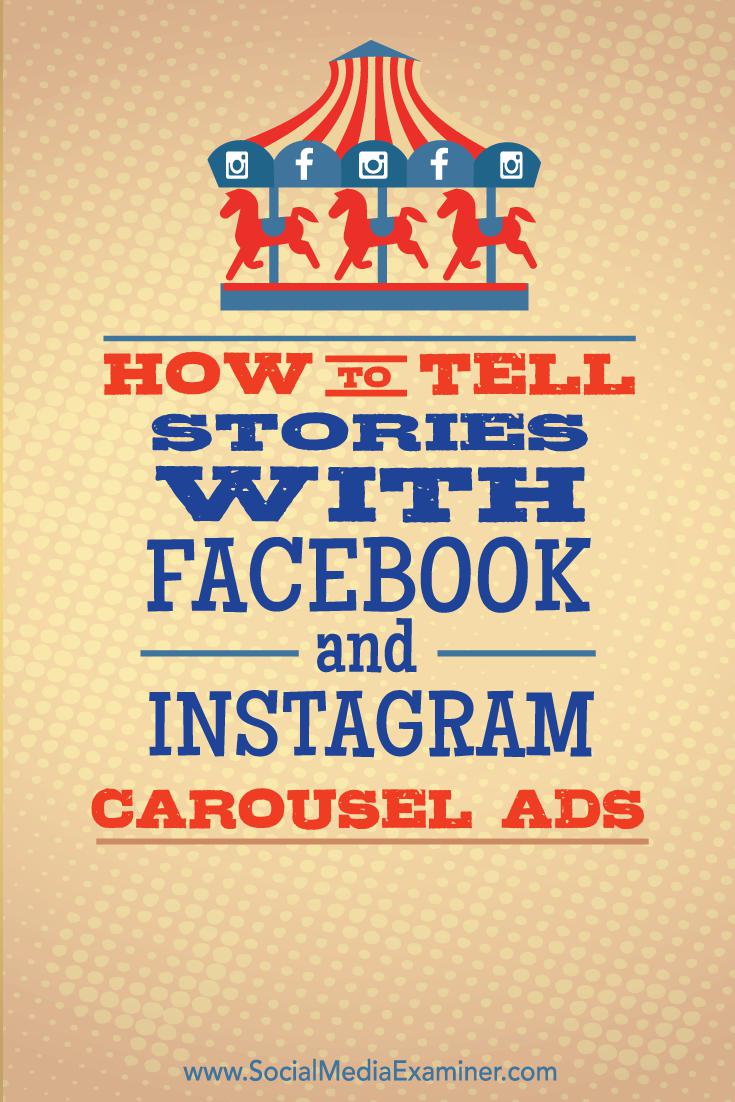 HOW TO TELL
STORIES
WITH
FACEBOOK
and
INSTAGRAM
CAROUSEL ADS
www.SocialMediaExaminer.com